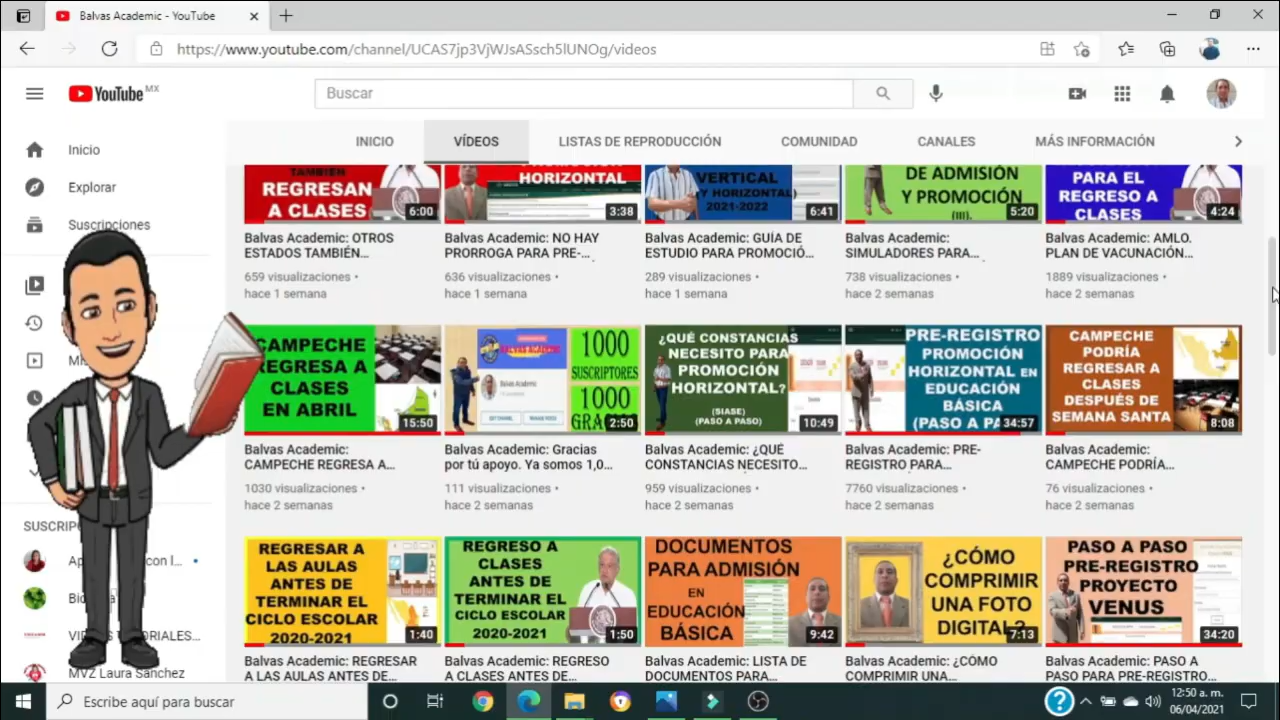 Balvas Academic - YouTube
https://www.youtube.com/channel/UCAS7jp3VjWJsASsch5lUNOg/videos
YouTube MX
Buscar
INICIO
VÍDEOS
LISTAS DE REPRODUCCIÓN
COMUNIDAD
CANALES
MÁS INFORMACIÓN
Inicio
Explorar
Suscripciones
TAMBIÉN
REGRESAN
A CLASES
6:00
HORIZONTAL
3:38
VERTICAL
(Y HORIZONTAL)
2021-2022
6:41
DE ADMISIÓN
Y PROMOCIÓN
(III).
5:20
PARA EL
REGRESO A
CLASES
4:24
Balvas Academic: OTROS
ESTADOS TAMBIÉN...
659 visualizaciones •
hace 1 semana
Balvas Academic: NO HAY
PRORROGA PARA PRE-...
636 visualizaciones •
hace 1 semana
Balvas Academic: GUÍA DE
ESTUDIO PARA PROMOCIÓ...
289 visualizaciones •
hace 1 semana
Balvas Academic:
SIMULADORES PARA...
738 visualizaciones •
hace 2 semanas
Balvas Academic: AMLO.
PLAN DE VACUNACIÓN...
1889 visualizaciones •
hace 2 semanas
CAMPECHE
REGRESA A
CLASES
EN ABRIL
15:50
BALVAS ACADEMIC
Balvas Academic
1000
SUSCRIPTORES
1000
GRA
2:50
¿QUÉ CONSTANCIAS
NECESITO PARA
PROMOCIÓN
HORIZONTAL?
(SIASE)
(PASO A PASO)
10:49
PRE-REGISTRO
PROMOCIÓN
HORIZONTAL EN
EDUCACIÓN
BÁSICA
(PASO A PA
34:57
CAMPECHE
PODRÍA
REGRESAR A
CLASES
DESPUÉS DE
SEMANA SANTA
8:08
Balvas Academic:
CAMPECHE REGRESA A...
1030 visualizaciones •
hace 2 semanas
Balvas Academic: Gracias
por tú apoyo. Ya somos 1,0...
111 visualizaciones •
hace 2 semanas
Balvas Academic: ¿QUÉ
CONSTANCIAS NECESITO...
959 visualizaciones •
hace 2 semanas
Balvas Academic: PRE-
REGISTRO PARA...
7760 visualizaciones •
hace 2 semanas
Balvas Academic:
CAMPECHE PODRÍA...
76 visualizaciones •
hace 2 semanas
SUSCRIP
con l...
VI
TORIALES...
MVZ Laura Sanchez
REGRESAR A
LAS AULAS
ANTES DE
TERMINAR EL
CICLO ESCOLAR
2020-2021
1:40
REGRESO A
CLASES
ANTES DE
TERMINAR EL
CICLO ESCOLAR
2020-2021
1:50
DOCUMENTOS
PARA ADMISIÓN
EN
EDUCACIÓN
BÁSICA
9:42
¿CÓMO
COMPRIMIR
UNA FOTO
DIGITAL?
7:13
PASO A PASO
PRE-REGISTRO
PROYECTO
VENUS
34:20
Balvas Academic: REGRESAR
A LAS AULAS ANTES DE
Balvas Academic: REGRESO
A CLASES ANTES DE...
Balvas Academic: LISTA DE
DOCUMENTOS PARA...
Balvas Academic: ¿CÓMO
COMPRIMIR UNA...
Balvas Academic: PASO A
PASO PARA PRE-REGISTRO
Escribe aquí para buscar
12:50 a. m.
06/04/2021